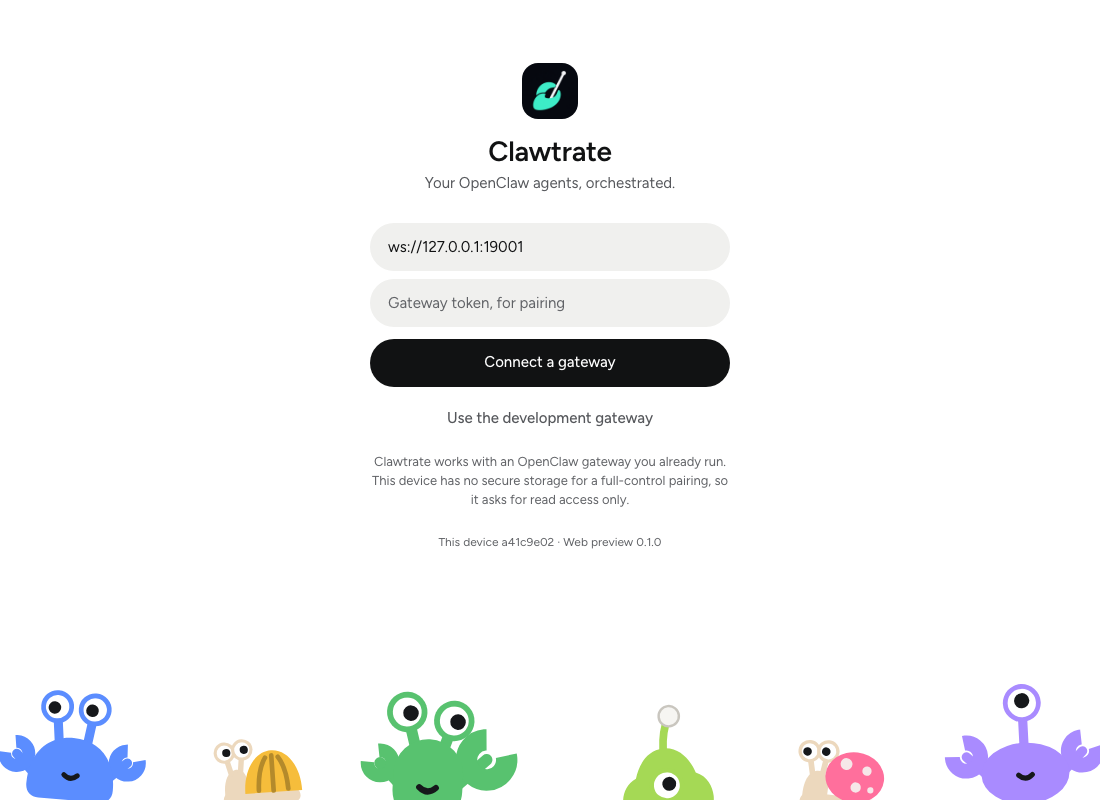 Clawtrate
Your OpenClaw agents, orchestrated.
ws://127.0.0.1:19001
Gateway token, for pairing
Connect a gateway
Use the development gateway
Clawtrate works with an OpenClaw gateway you already run.
This device has no secure storage for a full-control pairing, so
it asks for read access only.
This device a41c9e02 · Web preview 0.1.0